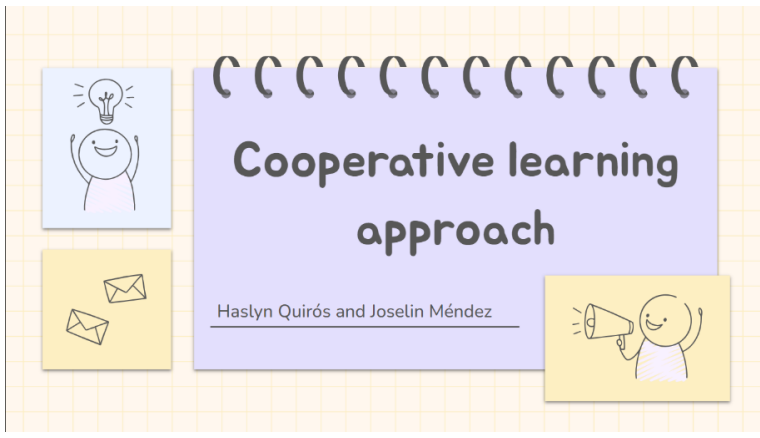 Cooperative learning
approach
Haslyn Quirós and Joselin Méndez